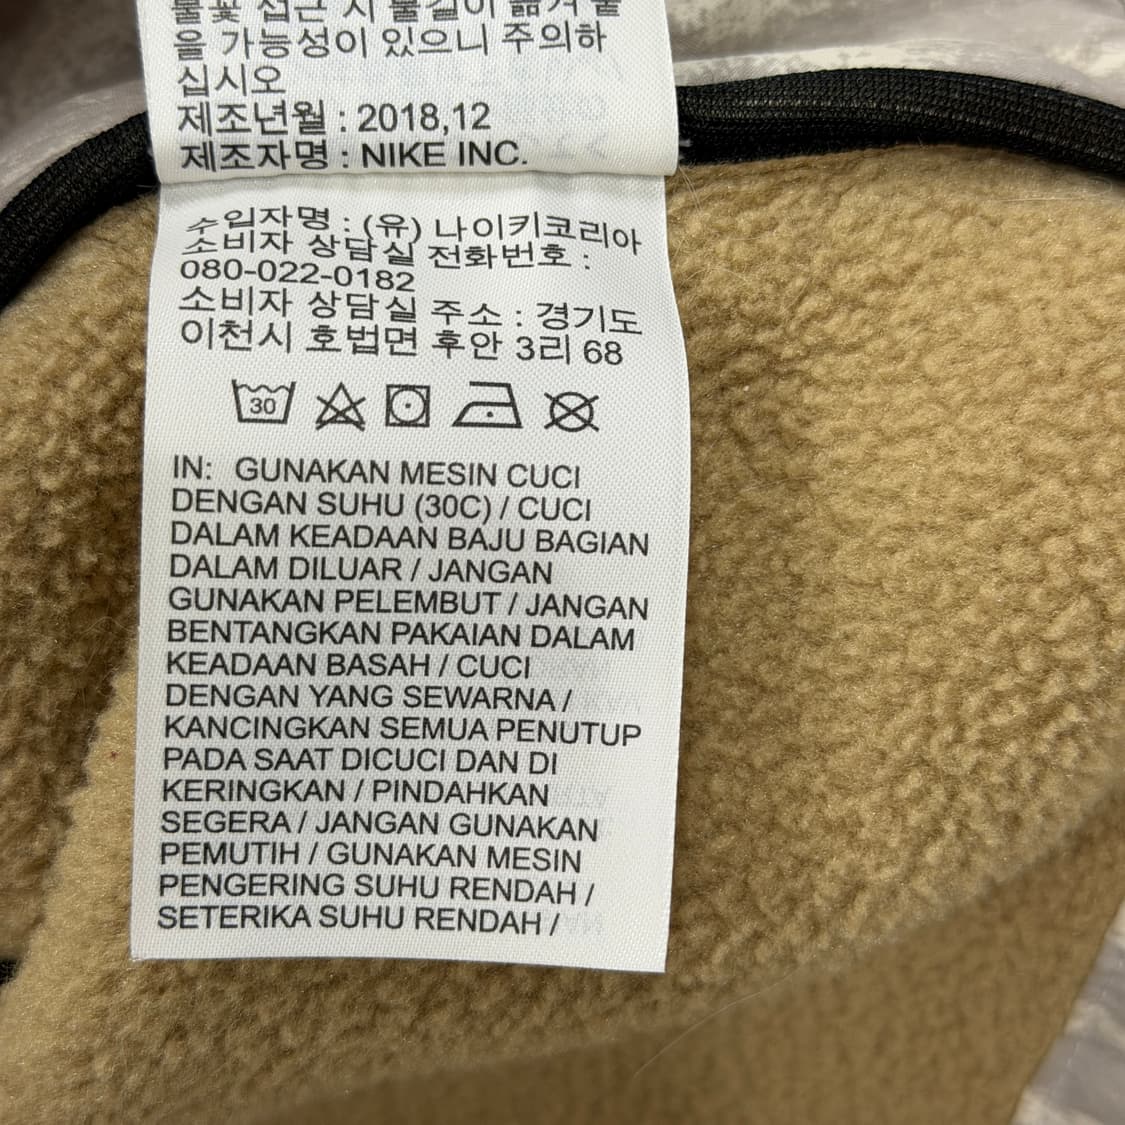 을 가능성이 있으니 주의하
십시오
제조년월 : 2018,12
제조자명 : NIKE INC.
수입자명 : (유) 나이키코리아
소비자 상담실 전화번호 :
080-022-0182
소비자 상담실 주소 : 경기도
이천시 호법면 후안 3리 68
30
IN: GUNAKAN MESIN CUCI
DENGAN SUHU (30C) / CUCI
DALAM KEADAAN BAJU BAGIAN
DALAM DILUAR / JANGAN
GUNAKAN PELEMBUT / JANGAN
BENTANGKAN PAKAIAN DALAM
KEADAAN BASAH / CUCI
DENGAN YANG SEWARNA /
KANCINGKAN SEMUA PENUTUP
PADA SAAT DICUCI DAN DI
KERINGKAN / PINDAHKAN
SEGERA / JANGAN GUNAKAN
PEMUTIH / GUNAKAN MESIN
PENGERING SUHU RENDAH /
SETERIKA SUHU RENDAH /